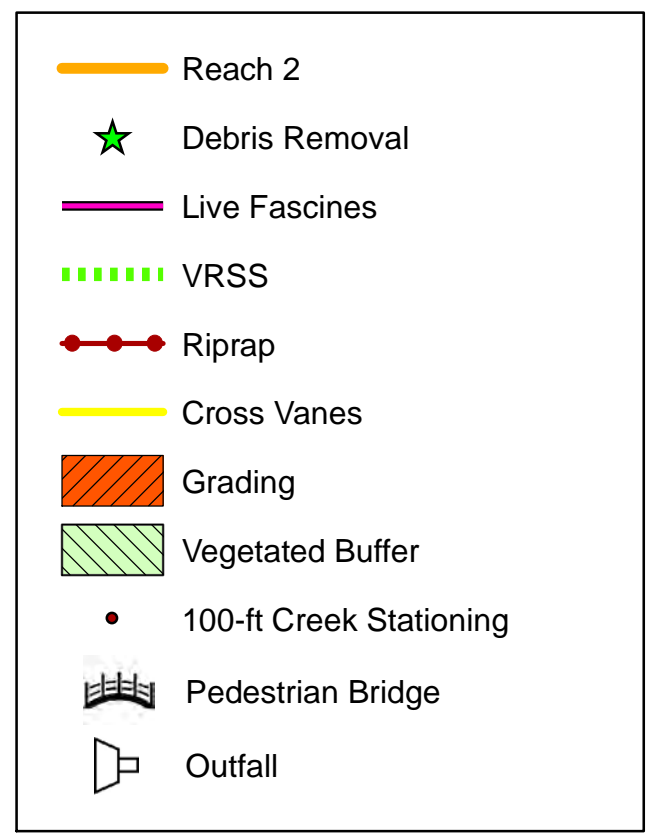 Reach 2
Debris Removal
Live Fascines
VRSS
Riprap
Cross Vanes
Grading
Vegetated Buffer
100-ft Creek Stationing
Pedestrian Bridge
Outfall